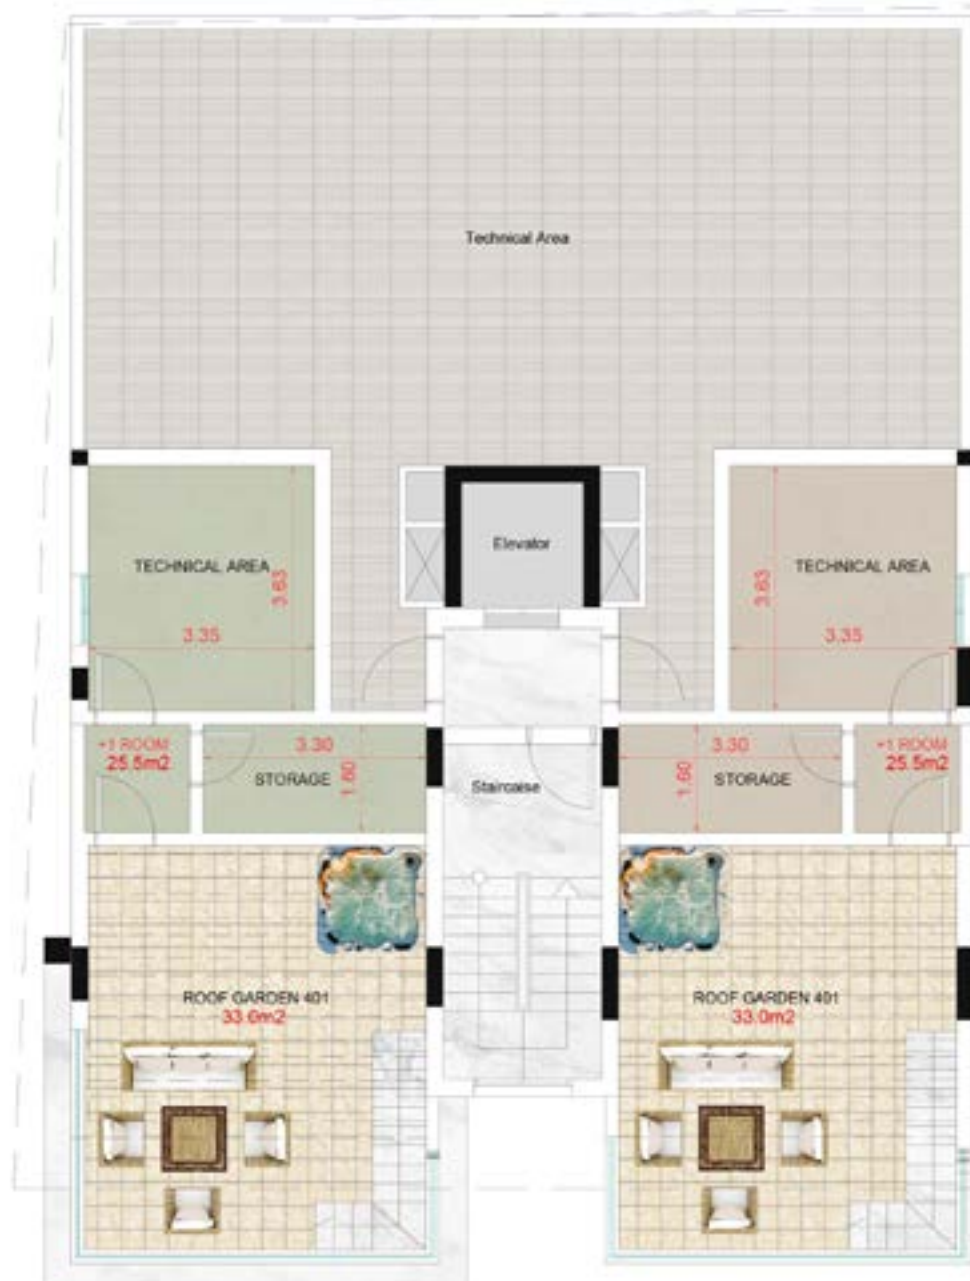 Technical Area
Elevator
TECHNICAL AREA
3.63
3.35
TECHNICAL AREA
3.63
3.35
+1 ROOM
25.5m2
3.30
STORAGE
1.60
Staircaise
3.30
STORAGE
1.60
+1 ROOM
25.5m2
ROOF GARDEN 401
33.0m2
ROOF GARDEN 401
33.0m2